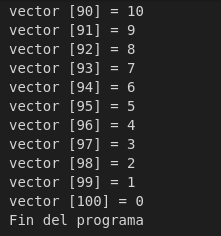 vector [90] = 10
vector [91] = 9
vector [92] = 8
vector [93] = 7
vector [94] = 6
vector [95] = 5
vector [96] = 4
vector [97] = 3
vector [98] = 2
vector [99] = 1
vector [100] = 0
Fin del programa